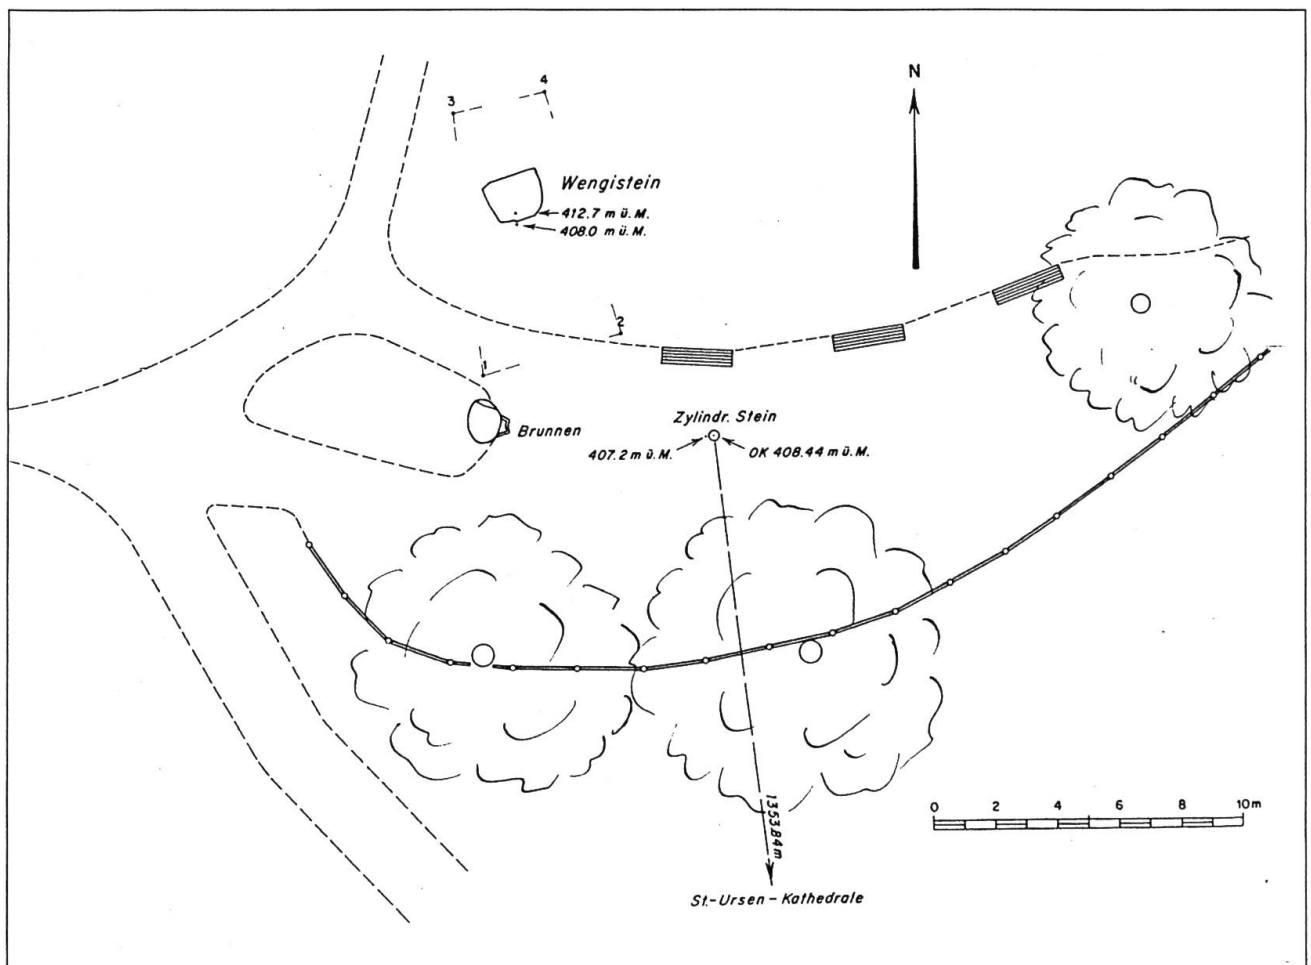 N
4
3
Wengistein
412.7 m ü. M.
408.0 m ü. M.
2
1
Brunnen
Zylindr. Stein
407.2 m ü. M.
OK 408.44 m ü. M.
1353.84 m
0 2 4 6 8 10 m
St.-Ursen-Kathedrale